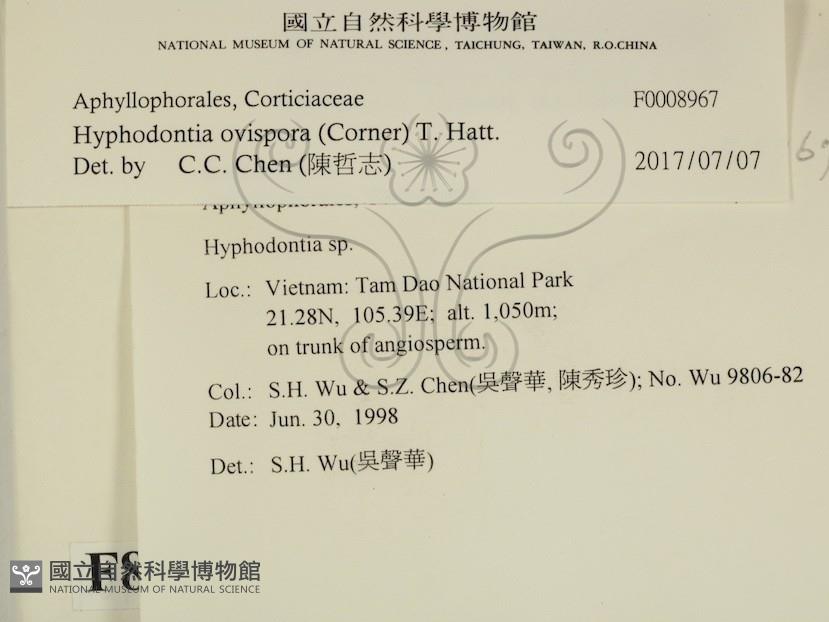 國立自然科學博物館
NATIONAL MUSEUM OF NATURAL SCIENCE, TAICHUNG, TAIWAN, R.O.CHINA
Aphyllophorales, Corticiaceae F0008967
Hyphodontia ovispora (Corner) T. Hatt.
Det. by C.C. Chen (陳哲志) 2017/07/07
Aphyllophorales,
Hyphodontia sp.
Loc.: Vietnam: Tam Dao National Park
21.28N, 105.39E; alt. 1,050m;
on trunk of angiosperm.
Col.: S.H. Wu & S.Z. Chen(吳聲華, 陳秀珍); No. Wu 9806-82
Date: Jun. 30, 1998
Det.: S.H. Wu(吳聲華)
F8
國立自然科學博物館
NATIONAL MUSEUM OF NATURAL SCIENCE